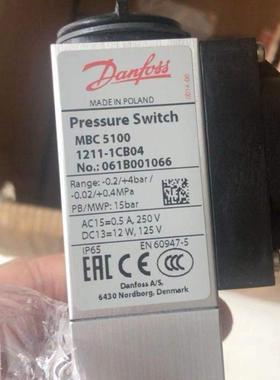 Danfoss
MADE IN POLAND
Pressure Switch
MBC 5100
1211-1CB04
No.: 061B001066
Range: -0.2/+4bar /
-0.02/+0.4MPa
PB/MWP: 15bar
AC15=0.5 A, 250 V
DC13=12 W, 125 V
IP65 EN 60947-5
EAC CE CCC
Danfoss A/S,
6430 Nordborg, Denmark